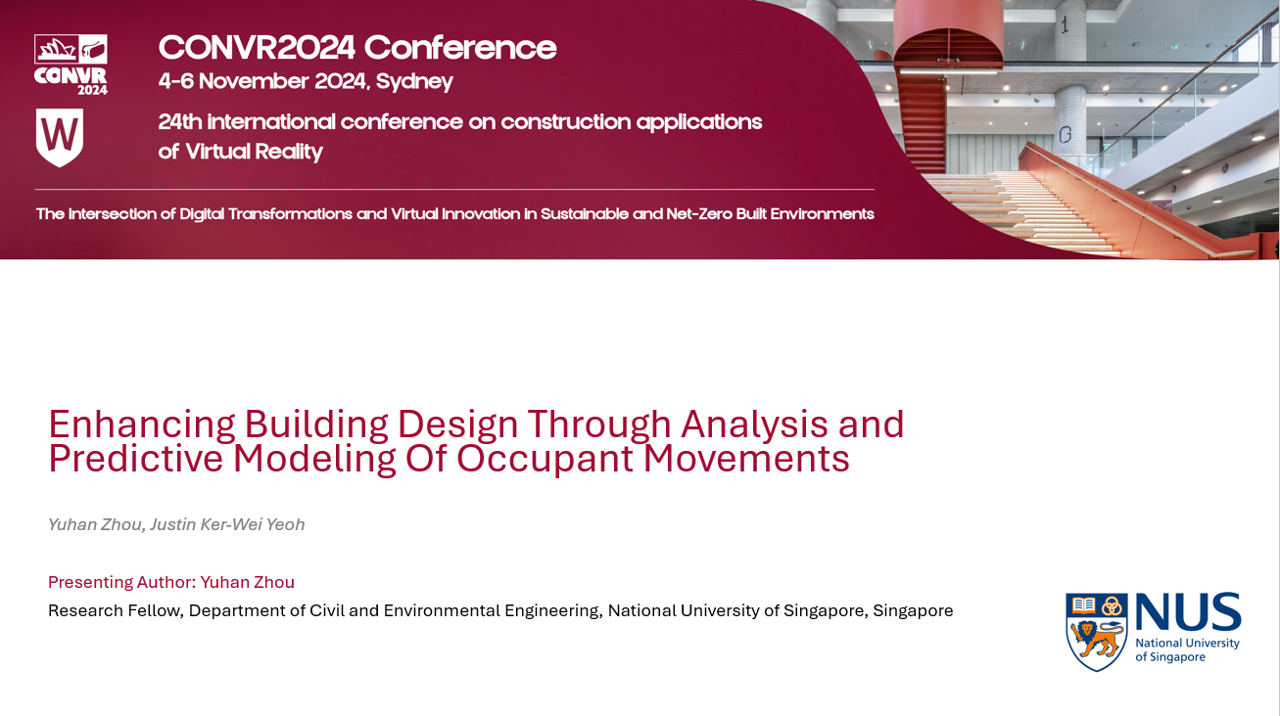 CONVR
2024
W
CONVR2024 Conference
4-6 November 2024, Sydney
24th international conference on construction applications
of Virtual Reality
The Intersection of Digital Transformations and Virtual Innovation in Sustainable and Net-Zero Built Environments
1
G
Enhancing Building Design Through Analysis and
Predictive Modeling Of Occupant Movements
Yuhan Zhou, Justin Ker-Wei Yeoh
Presenting Author: Yuhan Zhou
Research Fellow, Department of Civil and Environmental Engineering, National University of Singapore, Singapore
NUS
National University
of Singapore